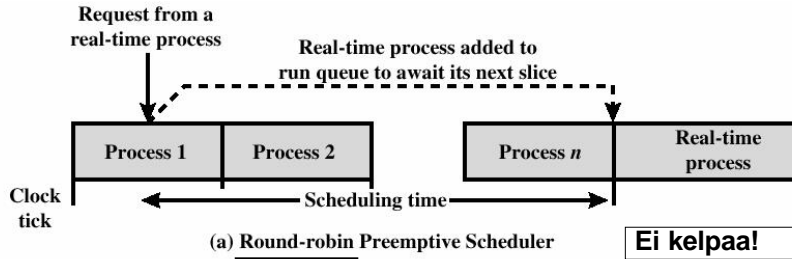 Request from a
real-time process
Real-time process added to
run queue to await its next slice
Process 1
Process 2
Process n
Real-time
process
Clock
tick
Scheduling time
(a) Round-robin Preemptive Scheduler
Ei kelpaa!